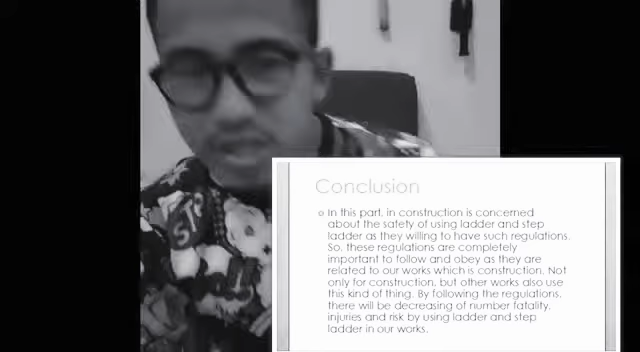 Conclusion
In this part, in construction is concerned
about the safety of using ladder and step
ladder as they willing to have such regulations.
So, these regulations are completely
important to follow and obey as they are
related to our works which is construction. Not
only for construction, but other works also use
this kind of thing. By following the regulations,
there will be decreasing of number fatality,
injuries and risk by using ladder and step
ladder in our works.